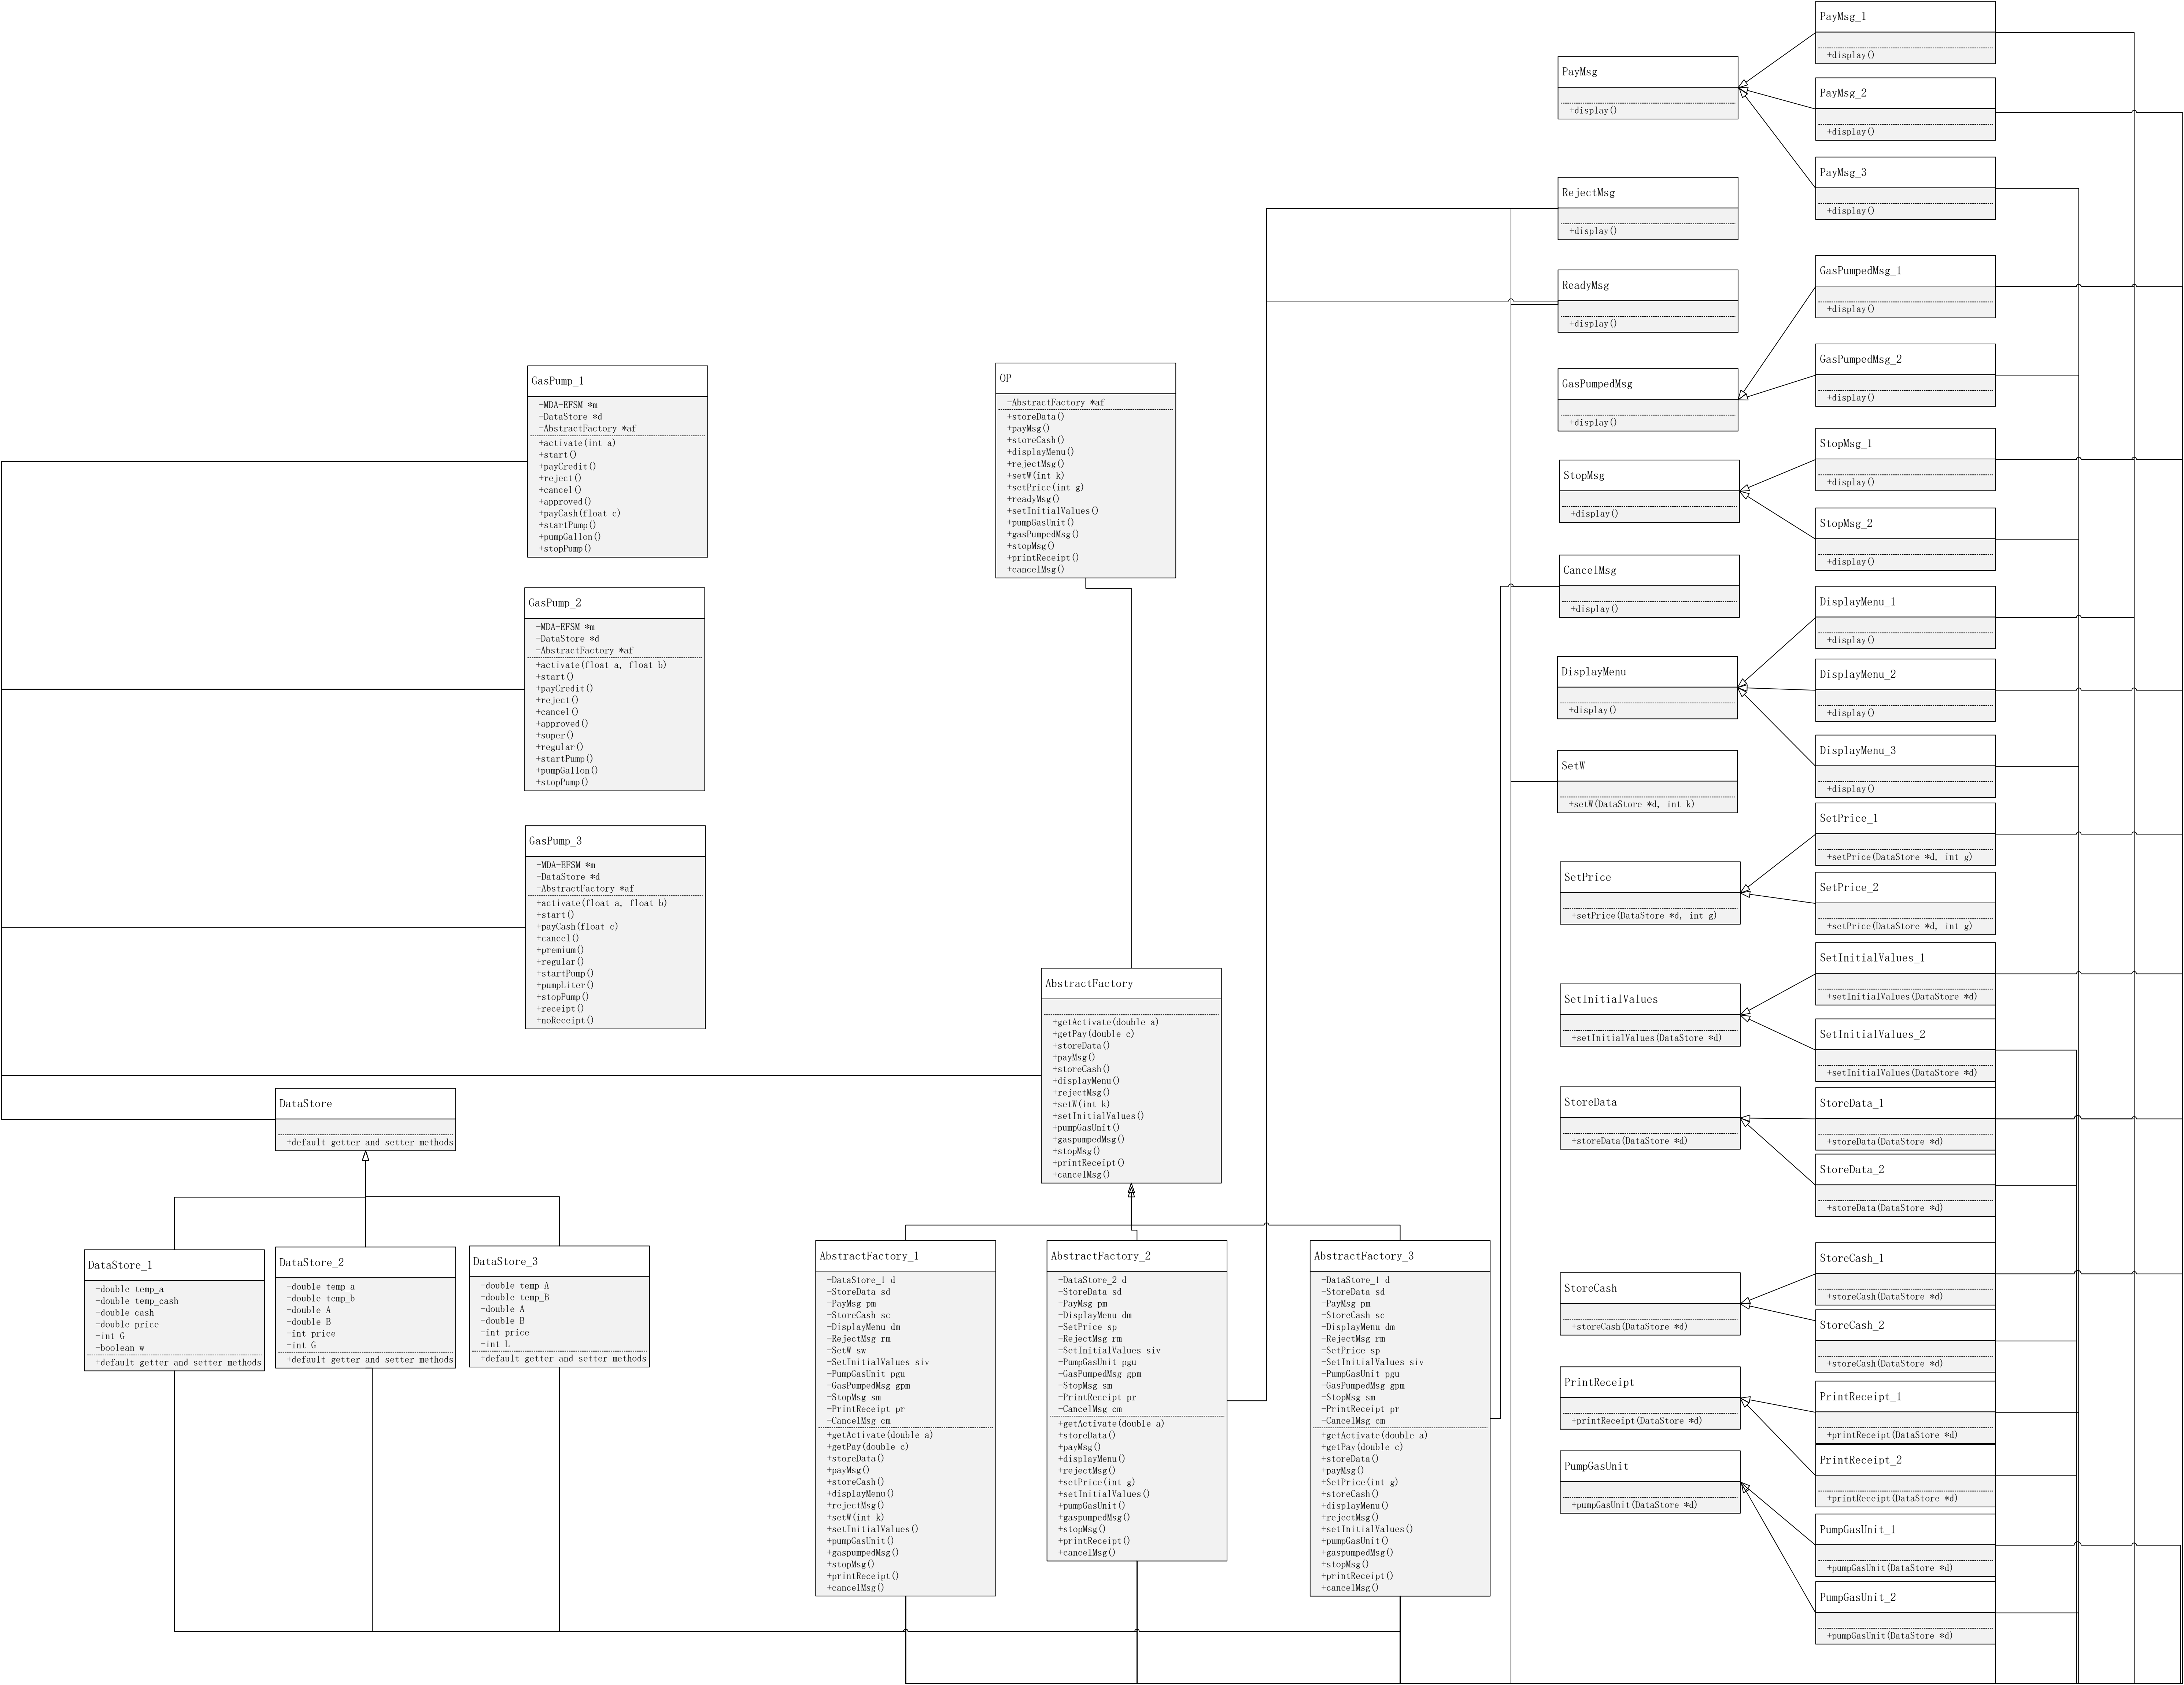 GasPump_1
-MDA-EFSM *m
-DataStore *d
-AbstractFactory *af
+activate(int a)
+start()
+payCredit()
+reject()
+cancel()
+approved()
+payCash(float c)
+startPump()
+pumpGallon()
+stopPump()
GasPump_2
-MDA-EFSM *m
-DataStore *d
-AbstractFactory *af
+activate(float a, float b)
+start()
+payCredit()
+reject()
+cancel()
+approved()
+super()
+regular()
+startPump()
+pumpGallon()
+stopPump()
GasPump_3
-MDA-EFSM *m
-DataStore *d
-AbstractFactory *af
+activate(float a, float b)
+start()
+payCash(float c)
+cancel()
+premium()
+regular()
+startPump()
+pumpLiter()
+stopPump()
+receipt()
+noReceipt()
DataStore
+default getter and setter methods
DataStore_1
-double temp_a
-double temp_cash
-double cash
-double price
-int G
-boolean w
+default getter and setter methods
DataStore_2
-double temp_a
-double temp_b
-double A
-double B
-int price
-int G
+default getter and setter methods
DataStore_3
-double temp_A
-double temp_B
-double A
-double B
-int price
-int L
+default getter and setter methods
OP
-AbstractFactory *af
+storeData()
+payMsg()
+storeCash()
+displayMenu()
+rejectMsg()
+setW(int k)
+setPrice(int g)
+readyMsg()
+setInitialValues()
+pumpGasUnit()
+gasPumpedMsg()
+stopMsg()
+printReceipt()
+cancelMsg()
AbstractFactory
+getActivate(double a)
+getPay(double c)
+storeData()
+payMsg()
+storeCash()
+displayMenu()
+rejectMsg()
+setW(int k)
+setInitialValues()
+pumpGasUnit()
+gaspumpedMsg()
+stopMsg()
+printReceipt()
+cancelMsg()
AbstractFactory_1
-DataStore_1 d
-StoreData sd
-PayMsg pm
-StoreCash sc
-DisplayMenu dm
-RejectMsg rm
-SetW sw
-SetInitialValues siv
-PumpGasUnit pgu
-GasPumpedMsg gpm
-StopMsg sm
-PrintReceipt pr
-CancelMsg cm
+getActivate(double a)
+getPay(double c)
+storeData()
+payMsg()
+storeCash()
+displayMenu()
+rejectMsg()
+setW(int k)
+setInitialValues()
+pumpGasUnit()
+gaspumpedMsg()
+stopMsg()
+printReceipt()
+cancelMsg()
AbstractFactory_2
-DataStore_2 d
-StoreData sd
-PayMsg pm
-DisplayMenu dm
-SetPrice sp
-RejectMsg rm
-SetInitialValues siv
-PumpGasUnit pgu
-GasPumpedMsg gpm
-StopMsg sm
-PrintReceipt pr
-CancelMsg cm
+getActivate(double a)
+storeData()
+payMsg()
+displayMenu()
+rejectMsg()
+setPrice(int g)
+setInitialValues()
+pumpGasUnit()
+gaspumpedMsg()
+stopMsg()
+printReceipt()
+cancelMsg()
AbstractFactory_3
-DataStore_1 d
-StoreData sd
-PayMsg pm
-StoreCash sc
-DisplayMenu dm
-RejectMsg rm
-SetPrice sp
-SetInitialValues siv
-PumpGasUnit pgu
-GasPumpedMsg gpm
-StopMsg sm
-PrintReceipt pr
-CancelMsg cm
+getActivate(double a)
+getPay(double c)
+storeData()
+payMsg()
+SetPrice(int g)
+storeCash()
+displayMenu()
+rejectMsg()
+setInitialValues()
+pumpGasUnit()
+gaspumpedMsg()
+stopMsg()
+printReceipt()
+cancelMsg()
PayMsg
+display()
RejectMsg
+display()
ReadyMsg
+display()
GasPumpedMsg
+display()
StopMsg
+display()
CancelMsg
+display()
DisplayMenu
+display()
SetW
+setW(DataStore *d, int k)
SetPrice
+setPrice(DataStore *d, int g)
SetInitialValues
+setInitialValues(DataStore *d)
StoreData
+storeData(DataStore *d)
StoreCash
+storeCash(DataStore *d)
PrintReceipt
+printReceipt(DataStore *d)
PumpGasUnit
+pumpGasUnit(DataStore *d)
PayMsg_1
+display()
PayMsg_2
+display()
PayMsg_3
+display()
GasPumpedMsg_1
+display()
GasPumpedMsg_2
+display()
StopMsg_1
+display()
StopMsg_2
+display()
DisplayMenu_1
+display()
DisplayMenu_2
+display()
DisplayMenu_3
+display()
SetPrice_1
+setPrice(DataStore *d, int g)
SetPrice_2
+setPrice(DataStore *d, int g)
SetInitialValues_1
+setInitialValues(DataStore *d)
SetInitialValues_2
+setInitialValues(DataStore *d)
StoreData_1
+storeData(DataStore *d)
StoreData_2
+storeData(DataStore *d)
StoreCash_1
+storeCash(DataStore *d)
StoreCash_2
+storeCash(DataStore *d)
PrintReceipt_1
+printReceipt(DataStore *d)
PrintReceipt_2
+printReceipt(DataStore *d)
PumpGasUnit_1
+pumpGasUnit(DataStore *d)
PumpGasUnit_2
+pumpGasUnit(DataStore *d)